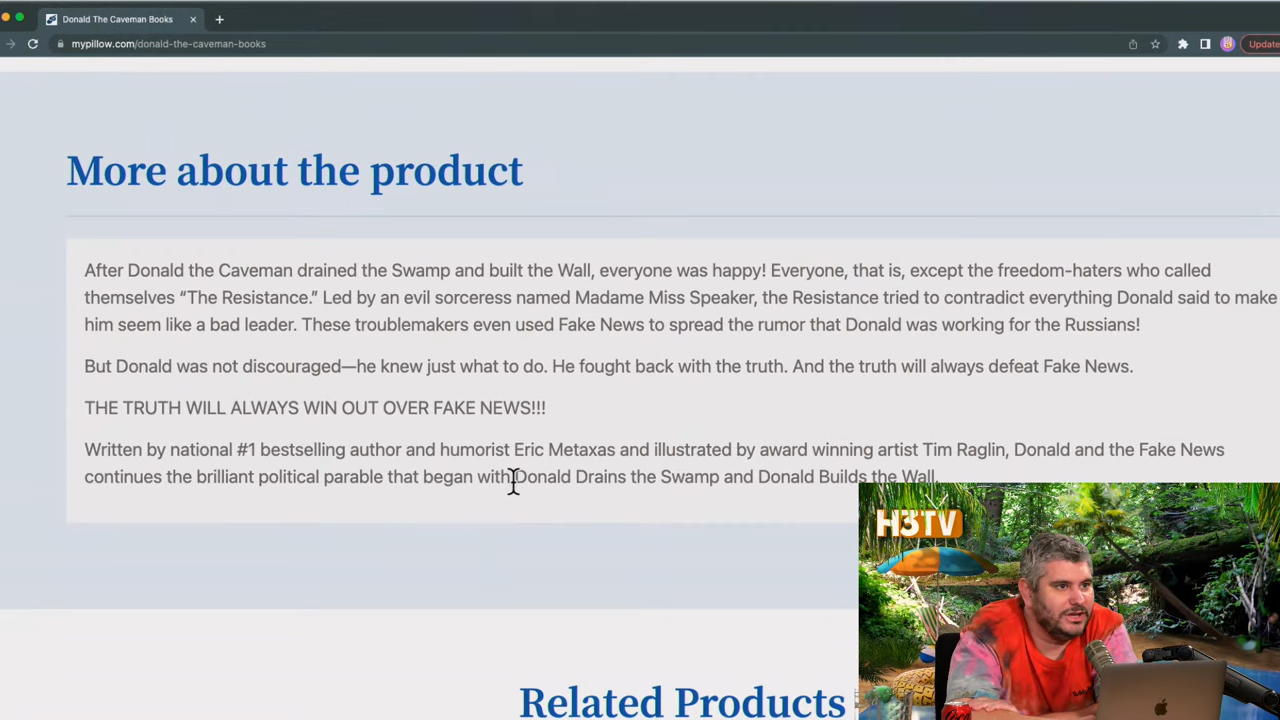 Donald The Caveman Books
mypillow.com/donald-the-caveman-books
Update
More about the product
After Donald the Caveman drained the Swamp and built the Wall, everyone was happy! Everyone, that is, except the freedom-haters who called
themselves “The Resistance.” Led by an evil sorceress named Madame Miss Speaker, the Resistance tried to contradict everything Donald said to make
him seem like a bad leader. These troublemakers even used Fake News to spread the rumor that Donald was working for the Russians!
But Donald was not discouraged—he knew just what to do. He fought back with the truth. And the truth will always defeat Fake News.
THE TRUTH WILL ALWAYS WIN OUT OVER FAKE NEWS!!!
Written by national #1 bestselling author and humorist Eric Metaxas and illustrated by award winning artist Tim Raglin, Donald and the Fake News
continues the brilliant political parable that began with Donald Drains the Swamp and Donald Builds the Wall.
H3TV
Related Products